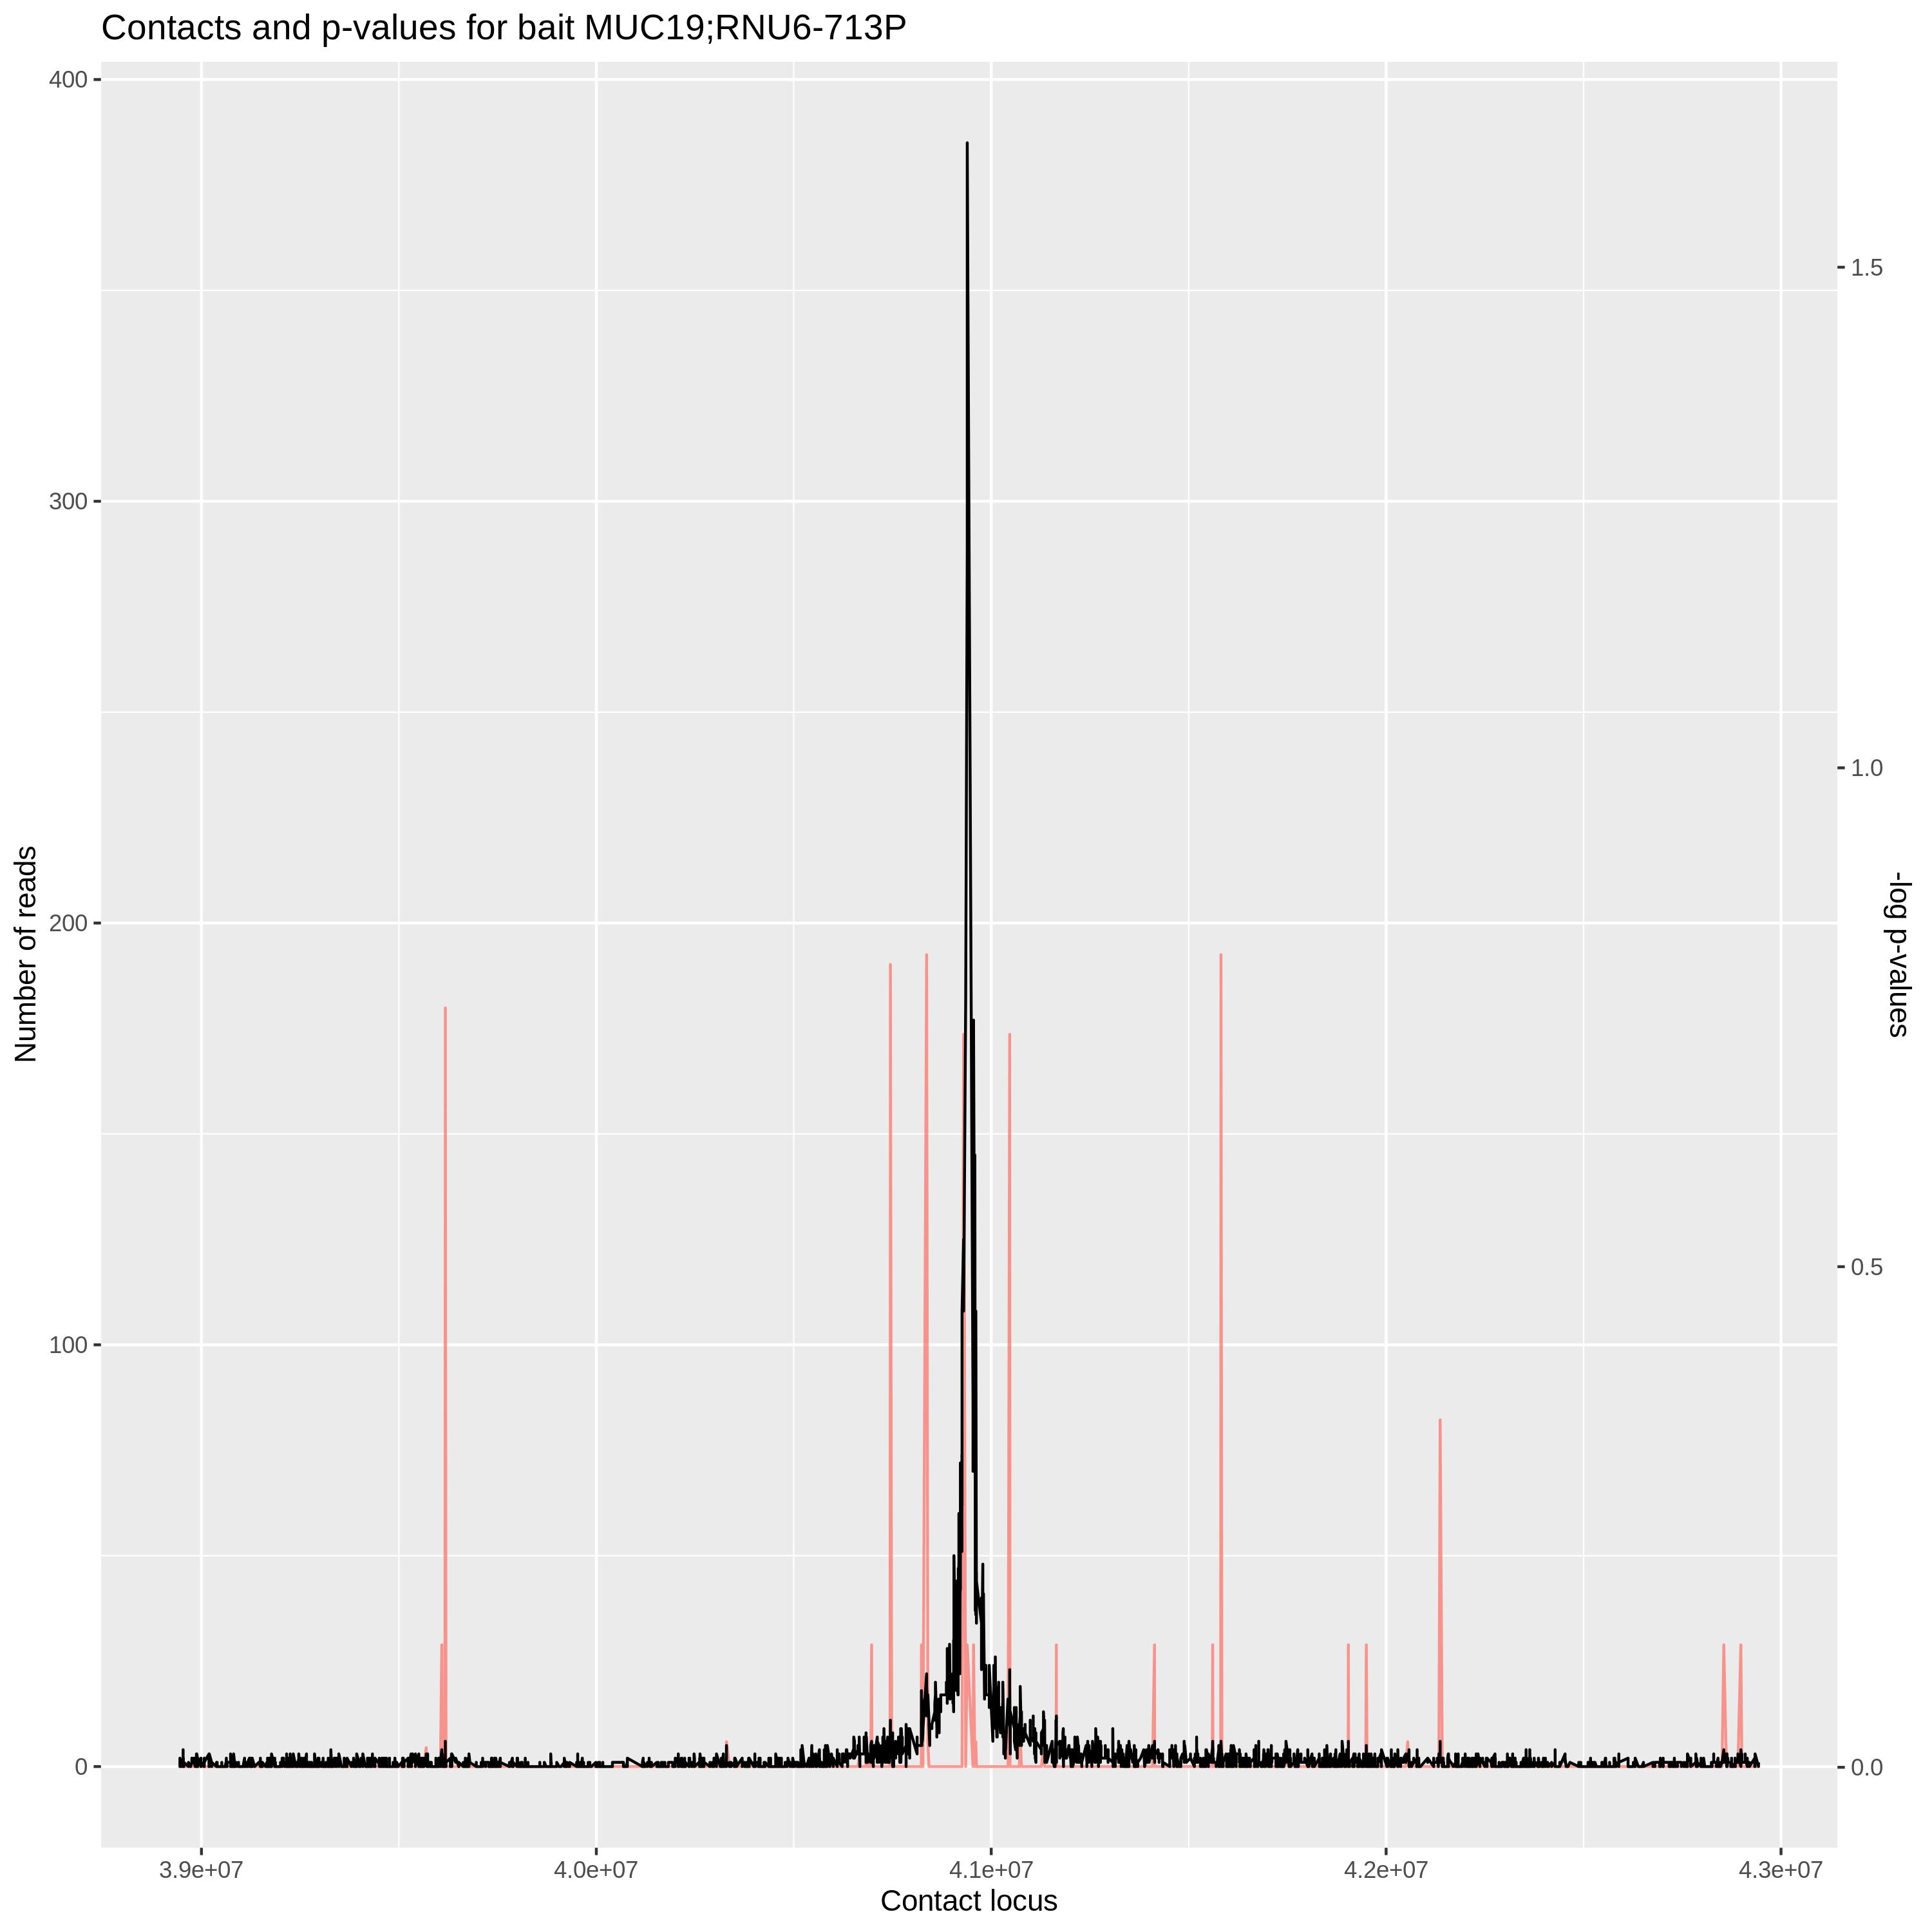 Contacts and p-values for bait MUC19;RNU6-713P
400
300
200
100
0
Number of reads
1.5
1.0
0.5
0.0
-log p-values
3.9e+07
4.0e+07
4.1e+07
4.2e+07
4.3e+07
Contact locus